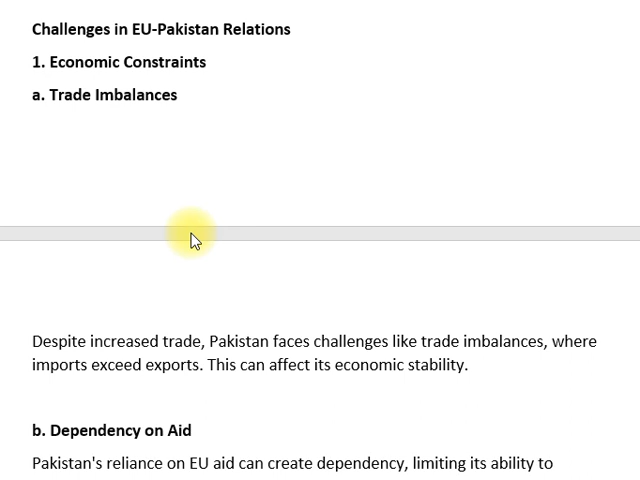 Challenges in EU-Pakistan Relations
1. Economic Constraints
a. Trade Imbalances
Despite increased trade, Pakistan faces challenges like trade imbalances, where
imports exceed exports. This can affect its economic stability.
b. Dependency on Aid
Pakistan's reliance on EU aid can create dependency, limiting its ability to